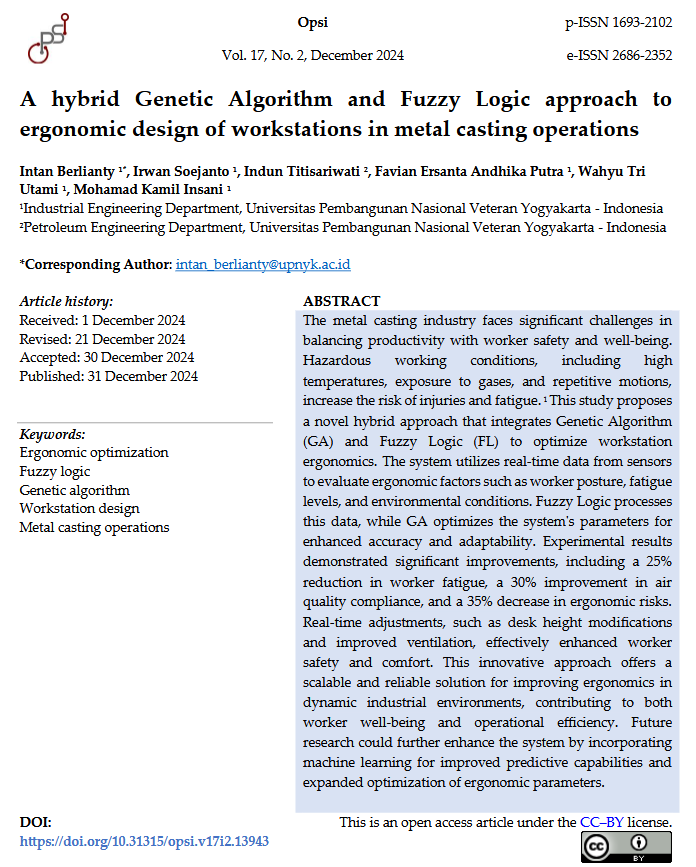 opsi
Opsi
p-ISSN 1693-2102
Vol. 17, No. 2, December 2024
e-ISSN 2686-2352
A hybrid Genetic Algorithm and Fuzzy Logic approach to
ergonomic design of workstations in metal casting operations
Intan Berlianty ¹*, Irwan Soejanto ¹, Indun Titisariwati ², Favian Ersanta Andhika Putra ¹, Wahyu Tri
Utami ¹, Mohamad Kamil Insani ¹
¹Industrial Engineering Department, Universitas Pembangunan Nasional Veteran Yogyakarta - Indonesia
²Petroleum Engineering Department, Universitas Pembangunan Nasional Veteran Yogyakarta - Indonesia
*Corresponding Author: intan_berlianty@upnyk.ac.id
Article history:
Received: 1 December 2024
Revised: 21 December 2024
Accepted: 30 December 2024
Published: 31 December 2024
Keywords:
Ergonomic optimization
Fuzzy logic
Genetic algorithm
Workstation design
Metal casting operations
ABSTRACT
The metal casting industry faces significant challenges in
balancing productivity with worker safety and well-being.
Hazardous working conditions, including high
temperatures, exposure to gases, and repetitive motions,
increase the risk of injuries and fatigue. ¹ This study proposes
a novel hybrid approach that integrates Genetic Algorithm
(GA) and Fuzzy Logic (FL) to optimize workstation
ergonomics. The system utilizes real-time data from sensors
to evaluate ergonomic factors such as worker posture, fatigue
levels, and environmental conditions. Fuzzy Logic processes
this data, while GA optimizes the system's parameters for
enhanced accuracy and adaptability. Experimental results
demonstrated significant improvements, including a 25%
reduction in worker fatigue, a 30% improvement in air
quality compliance, and a 35% decrease in ergonomic risks.
Real-time adjustments, such as desk height modifications
and improved ventilation, effectively enhanced worker
safety and comfort. This innovative approach offers a
scalable and reliable solution for improving ergonomics in
dynamic industrial environments, contributing to both
worker well-being and operational efficiency. Future
research could further enhance the system by incorporating
machine learning for improved predictive capabilities and
expanded optimization of ergonomic parameters.
DOI:
https://doi.org/10.31315/opsi.v17i2.13943
This is an open access article under the CC–BY license.
cc
BY